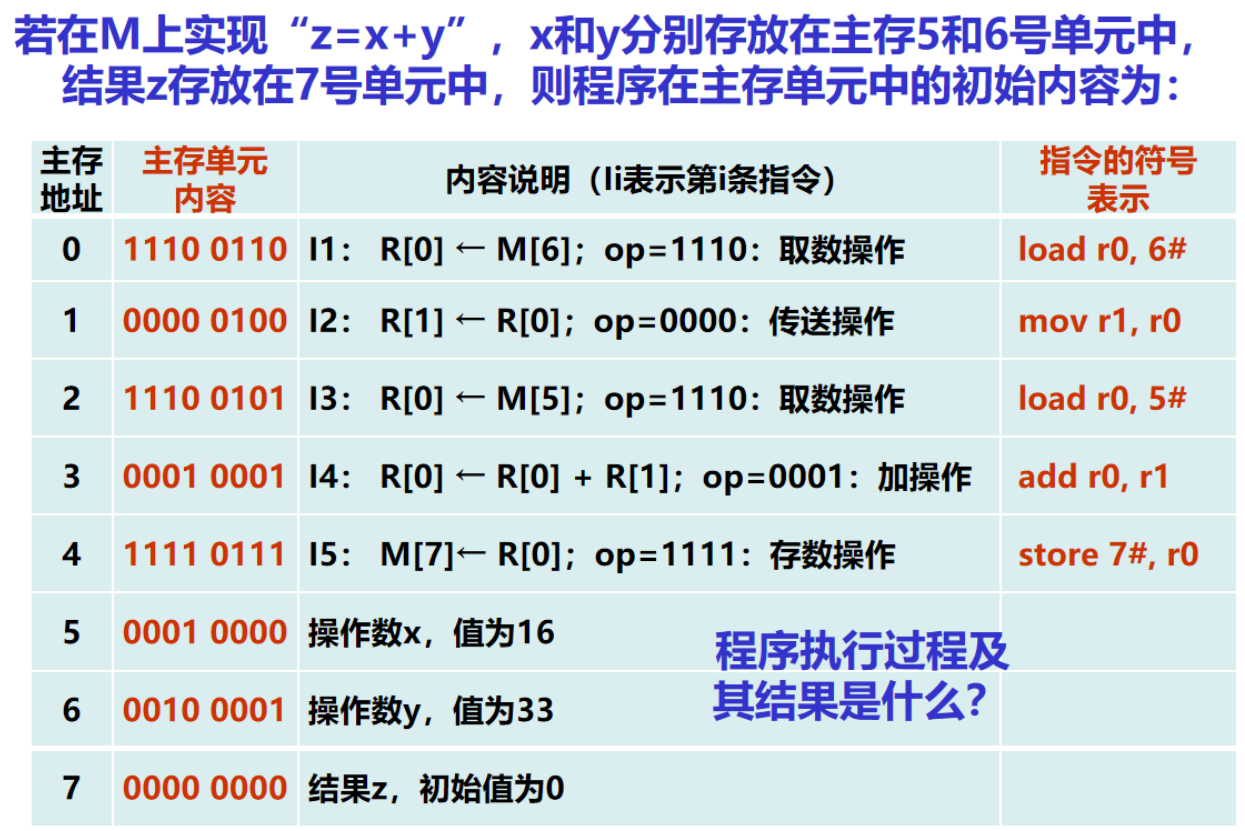 若在M上实现“z=x+y”，x和y分别存放在主存5和6号单元中，
结果z存放在7号单元中，则程序在主存单元中的初始内容为：
主存地址 主存单元内容 内容说明（Ii表示第i条指令） 指令的符号表示
0 1110 0110 I1： R[0] ← M[6]；op=1110：取数操作 load r0, 6#
1 0000 0100 I2： R[1] ← R[0]；op=0000：传送操作 mov r1, r0
2 1110 0101 I3： R[0] ← M[5]；op=1110：取数操作 load r0, 5#
3 0001 0001 I4： R[0] ← R[0] + R[1]；op=0001：加操作 add r0, r1
4 1111 0111 I5： M[7]← R[0]；op=1111：存数操作 store 7#, r0
5 0001 0000 操作数x，值为16
6 0010 0001 操作数y，值为33
7 0000 0000 结果z，初始值为0
程序执行过程及
其结果是什么？